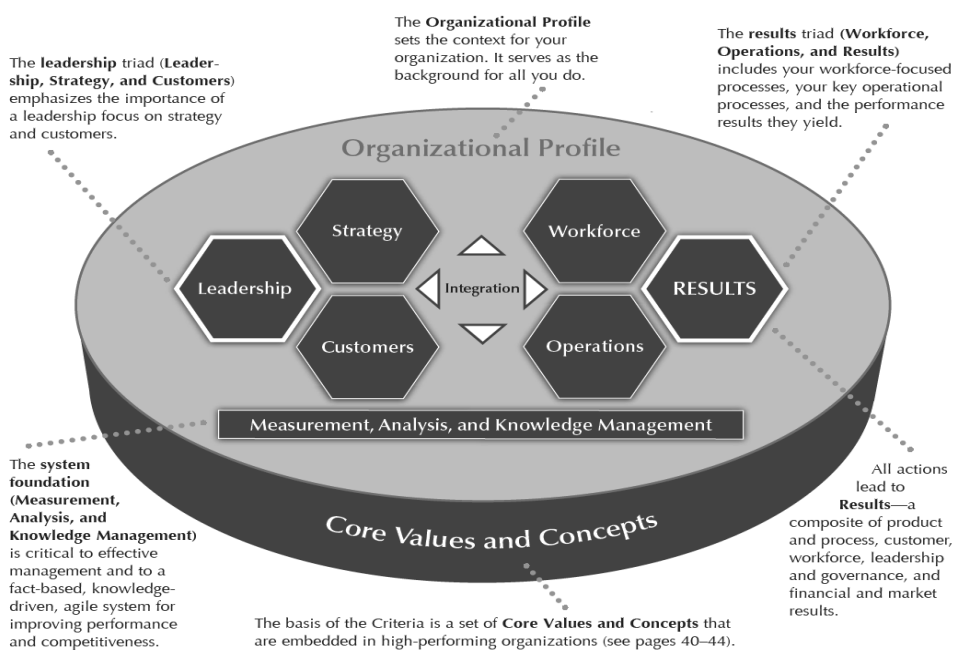 The Organizational Profile
sets the context for your
organization. It serves as the
background for all you do.
The leadership triad (Leader-
ship, Strategy, and Customers)
emphasizes the importance of
a leadership focus on strategy
and customers.
The results triad (Workforce,
Operations, and Results)
includes your workforce-focused
processes, your key operational
processes, and the performance
results they yield.
Organizational Profile
Strategy
Workforce
Leadership
Integration
RESULTS
Customers
Operations
Measurement, Analysis, and Knowledge Management
Core Values and Concepts
The system
foundation
(Measurement,
Analysis, and
Knowledge Management)
is critical to effective
management and to a
fact-based, knowledge-
driven, agile system for
improving performance
and competitiveness.
All actions
lead to
Results—a
composite of product
and process, customer,
workforce, leadership
and governance, and
financial and market
results.
The basis of the Criteria is a set of Core Values and Concepts that
are embedded in high-performing organizations (see pages 40–44).